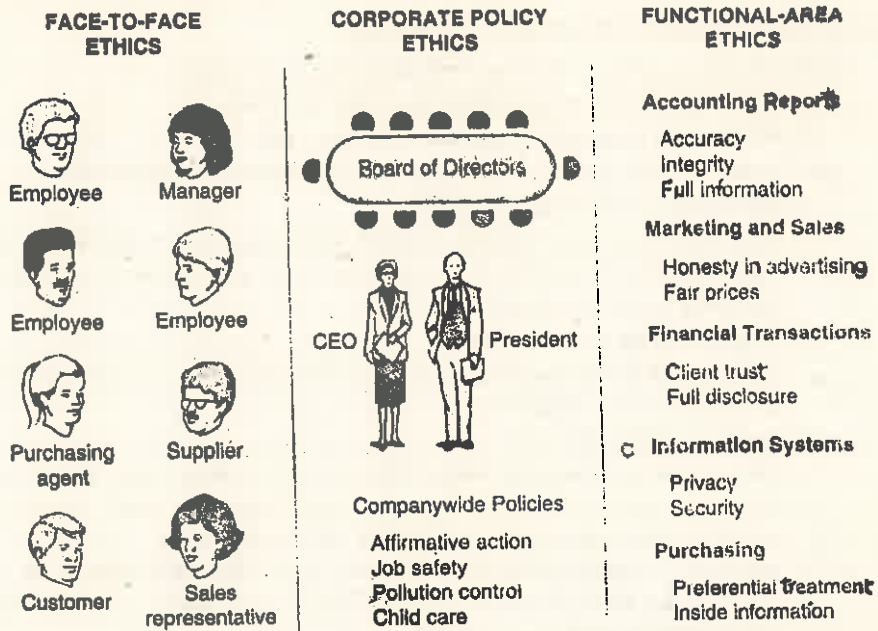 FACE-TO-FACE
ETHICS
Employee
Manager
Employee
Employee
Purchasing
agent
Supplier
Customer
Sales
representative
CORPORATE POLICY
ETHICS
Board of Directors
CEO
President
Companywide Policies
Affirmative action
Job safety
Pollution control
Child care
FUNCTIONAL-AREA
ETHICS
Accounting Reports
Accuracy
Integrity
Full information
Marketing and Sales
Honesty in advertising
Fair prices
Financial Transactions
Client trust
Full disclosure
C Information Systems
Privacy
Security
Purchasing
Preferential treatment
Inside information